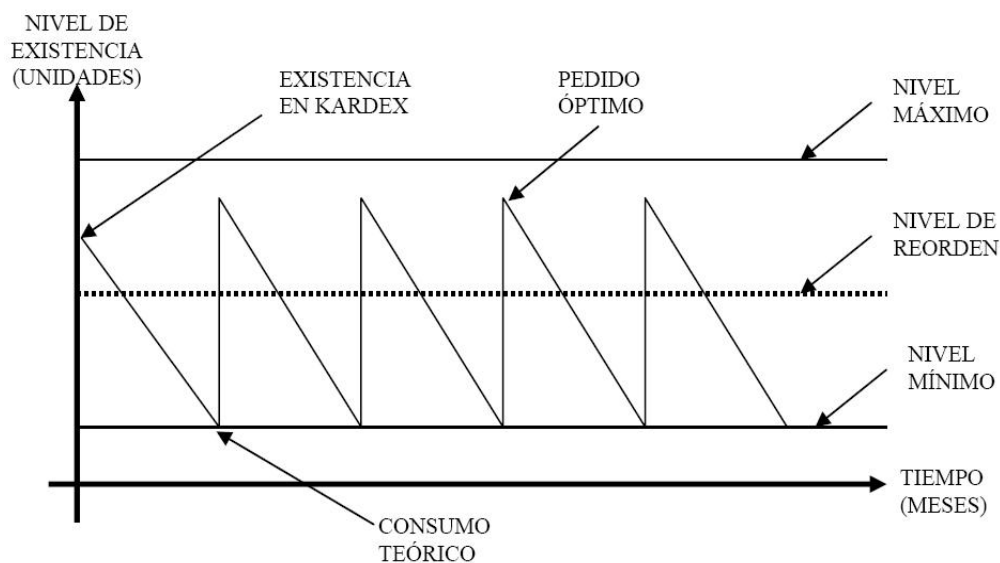 NIVEL DE
EXISTENCIA
(UNIDADES)
EXISTENCIA
EN KARDEX
PEDIDO
ÓPTIMO
NIVEL
MÁXIMO
NIVEL DE
REORDEN
NIVEL
MÍNIMO
TIEMPO
(MESES)
CONSUMO
TEÓRICO